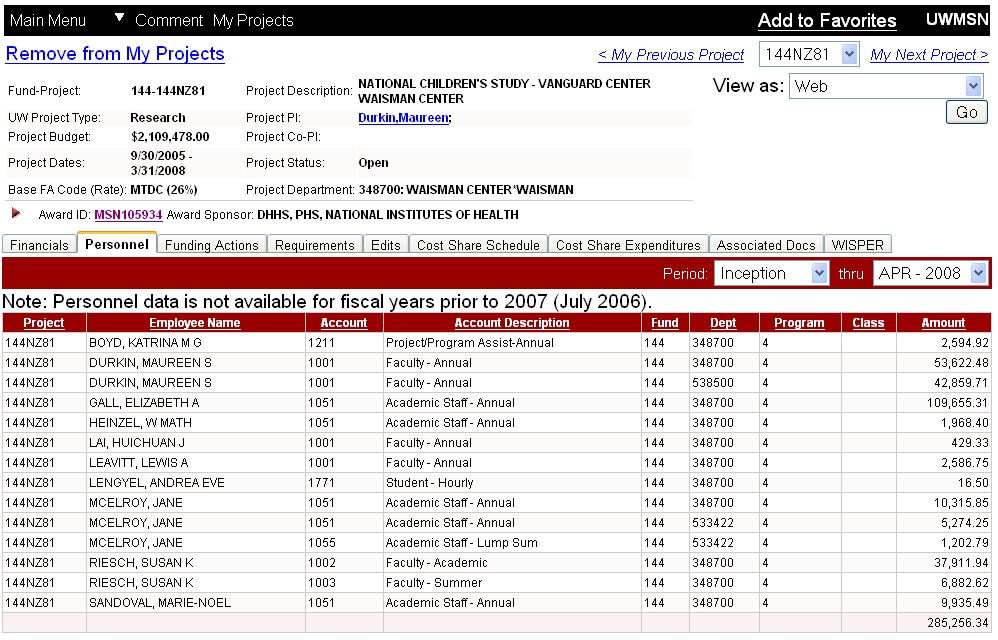 Main Menu ▼ Comment My Projects Add to Favorites UWMSN
Remove from My Projects < My Previous Project 144NZ81 My Next Project >
Fund-Project: 144-144NZ81 Project Description: NATIONAL CHILDREN'S STUDY - VANGUARD CENTER WAISMAN CENTER View as: Web
Go
UW Project Type: Research Project PI: Durkin,Maureen;
Project Budget: $2,109,478.00 Project Co-PI:
Project Dates: 9/30/2005 - 3/31/2008 Project Status: Open
Base FA Code (Rate): MTDC (26%) Project Department: 348700: WAISMAN CENTER*WAISMAN
Award ID: MSN105934 Award Sponsor: DHHS, PHS, NATIONAL INSTITUTES OF HEALTH
Financials Personnel Funding Actions Requirements Edits Cost Share Schedule Cost Share Expenditures Associated Docs WISPER
Period: Inception thru APR - 2008
Note: Personnel data is not available for fiscal years prior to 2007 (July 2006).
Project Employee Name Account Account Description Fund Dept Program Class Amount
144NZ81 BOYD, KATRINA M G 1211 Project/Program Assist-Annual 144 348700 4 2,594.92
144NZ81 DURKIN, MAUREEN S 1001 Faculty - Annual 144 348700 4 53,622.48
144NZ81 DURKIN, MAUREEN S 1001 Faculty - Annual 144 538500 4 42,859.71
144NZ81 GALL, ELIZABETH A 1051 Academic Staff - Annual 144 348700 4 109,655.31
144NZ81 HEINZEL, W MATH 1051 Academic Staff - Annual 144 348700 4 1,968.40
144NZ81 LAI, HUICHUAN J 1001 Faculty - Annual 144 348700 4 429.33
144NZ81 LEAVITT, LEWIS A 1001 Faculty - Annual 144 348700 4 2,586.75
144NZ81 LENGYEL, ANDREA EVE 1771 Student - Hourly 144 348700 4 16.50
144NZ81 MCELROY, JANE 1051 Academic Staff - Annual 144 348700 4 10,315.85
144NZ81 MCELROY, JANE 1051 Academic Staff - Annual 144 533422 4 5,274.25
144NZ81 MCELROY, JANE 1055 Academic Staff - Lump Sum 144 533422 4 1,202.79
144NZ81 RIESCH, SUSAN K 1002 Faculty - Academic 144 348700 4 37,911.94
144NZ81 RIESCH, SUSAN K 1003 Faculty - Summer 144 348700 4 6,882.62
144NZ81 SANDOVAL, MARIE-NOEL 1051 Academic Staff - Annual 144 348700 4 9,935.49
285,256.34